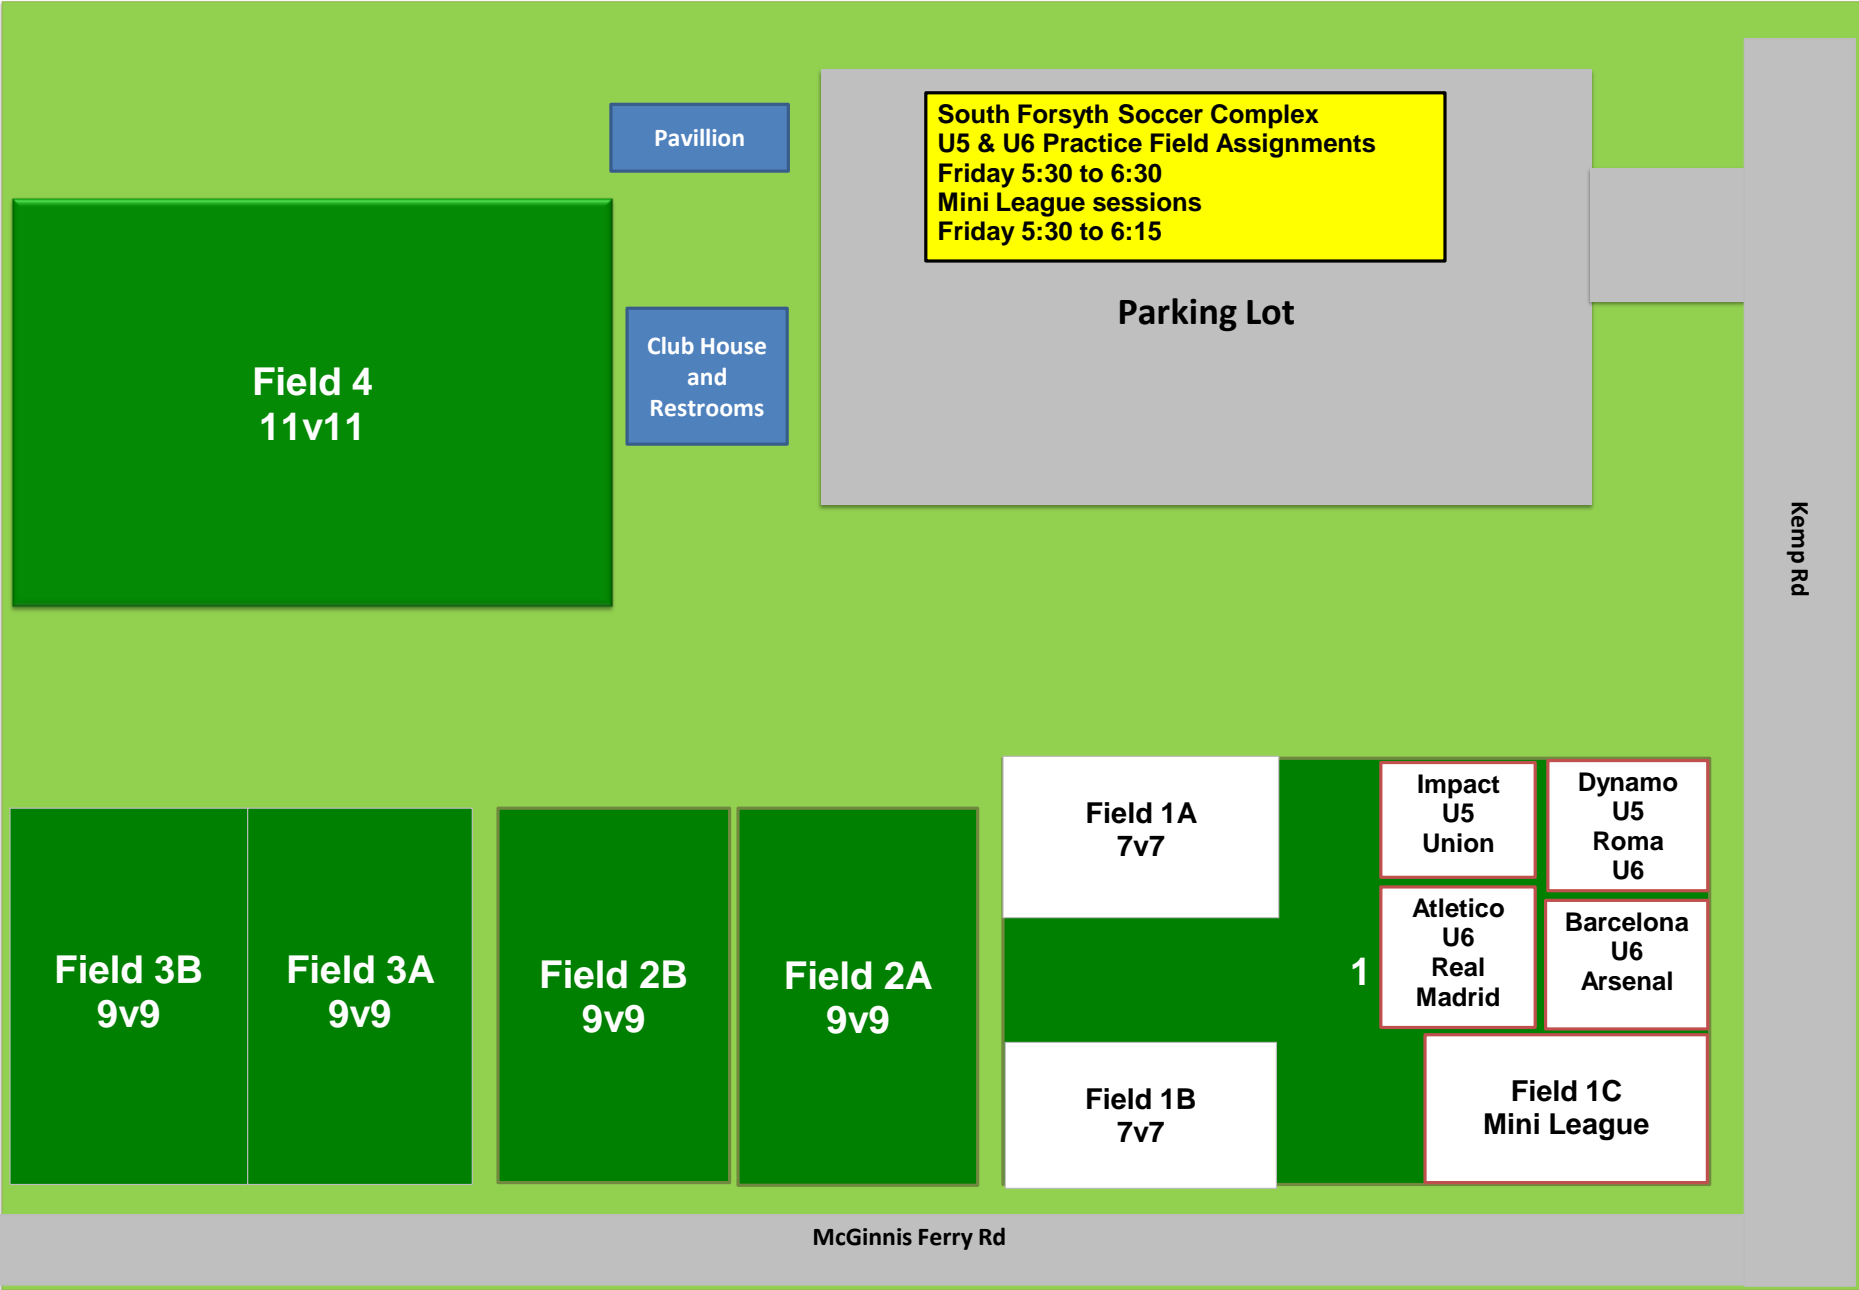 South Forsyth Soccer Complex
U5 & U6 Practice Field Assignments
Friday 5:30 to 6:30
Mini League sessions
Friday 5:30 to 6:15
Pavillion
Parking Lot
Club House
and
Restrooms
Field 4
11v11
Kemp Rd
Field 3B
9v9
Field 3A
9v9
Field 2B
9v9
Field 2A
9v9
Field 1A
7v7
Field 1B
7v7
1
Impact
U5
Union
Dynamo
U5
Roma
U6
Atletico
U6
Real
Madrid
Barcelona
U6
Arsenal
Field 1C
Mini League
McGinnis Ferry Rd